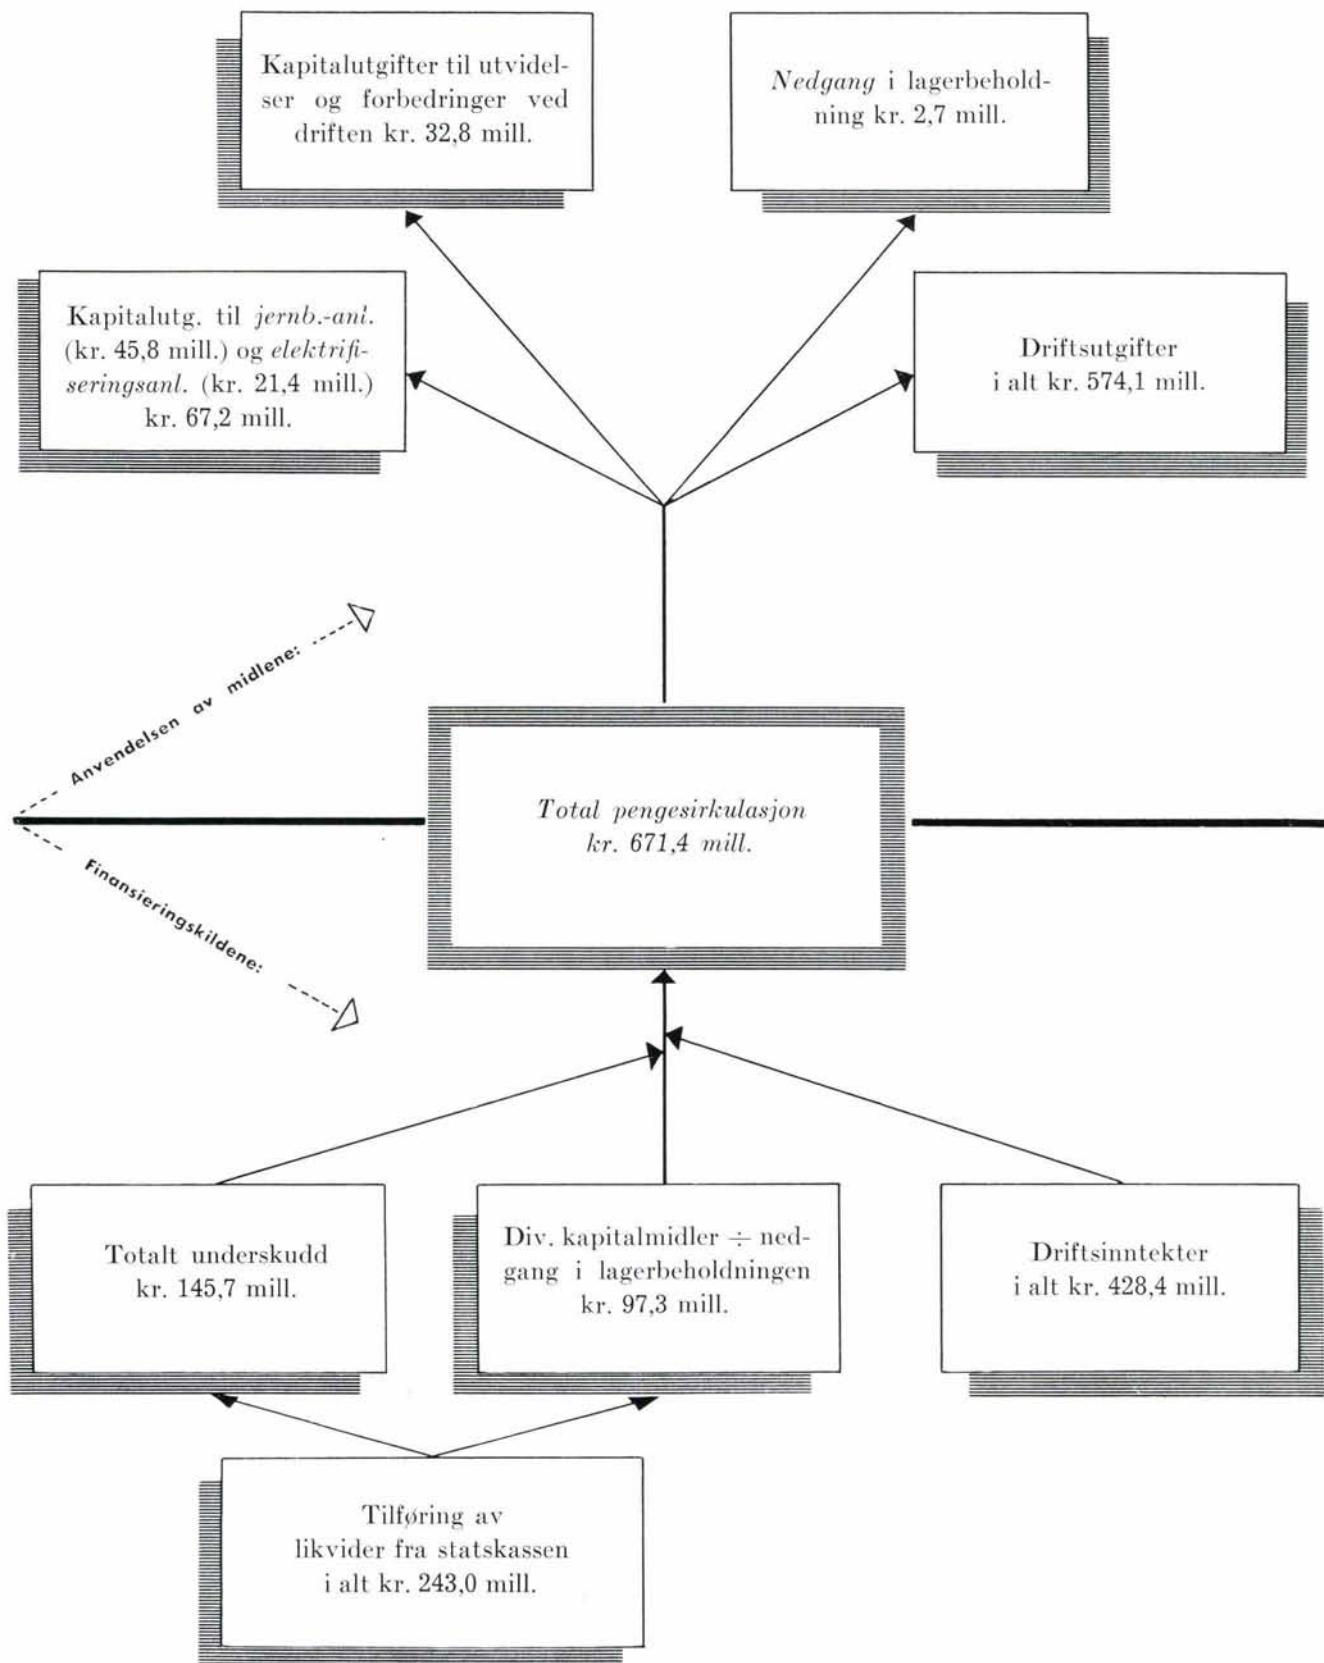 Kapitalutgifter til utvidel-
ser og forbedringer ved
driften kr. 32,8 mill.
Nedgang i lagerbehold-
ning kr. 2,7 mill.
Kapitalutg. til jernb.-anl.
(kr. 45,8 mill.) og elektrifi-
seringsanl. (kr. 21,4 mill.)
kr. 67,2 mill.
Driftsutgifter
i alt kr. 574,1 mill.
Anvendelsen av midlene:
Total pengesirkulasjon
kr. 671,4 mill.
Finansieringskildene:
Totalt underskudd
kr. 145,7 mill.
Div. kapitalmidler ÷ ned-
gang i lagerbeholdningen
kr. 97,3 mill.
Driftsinntekter
i alt kr. 428,4 mill.
Tilføring av
likvider fra statskassen
i alt kr. 243,0 mill.